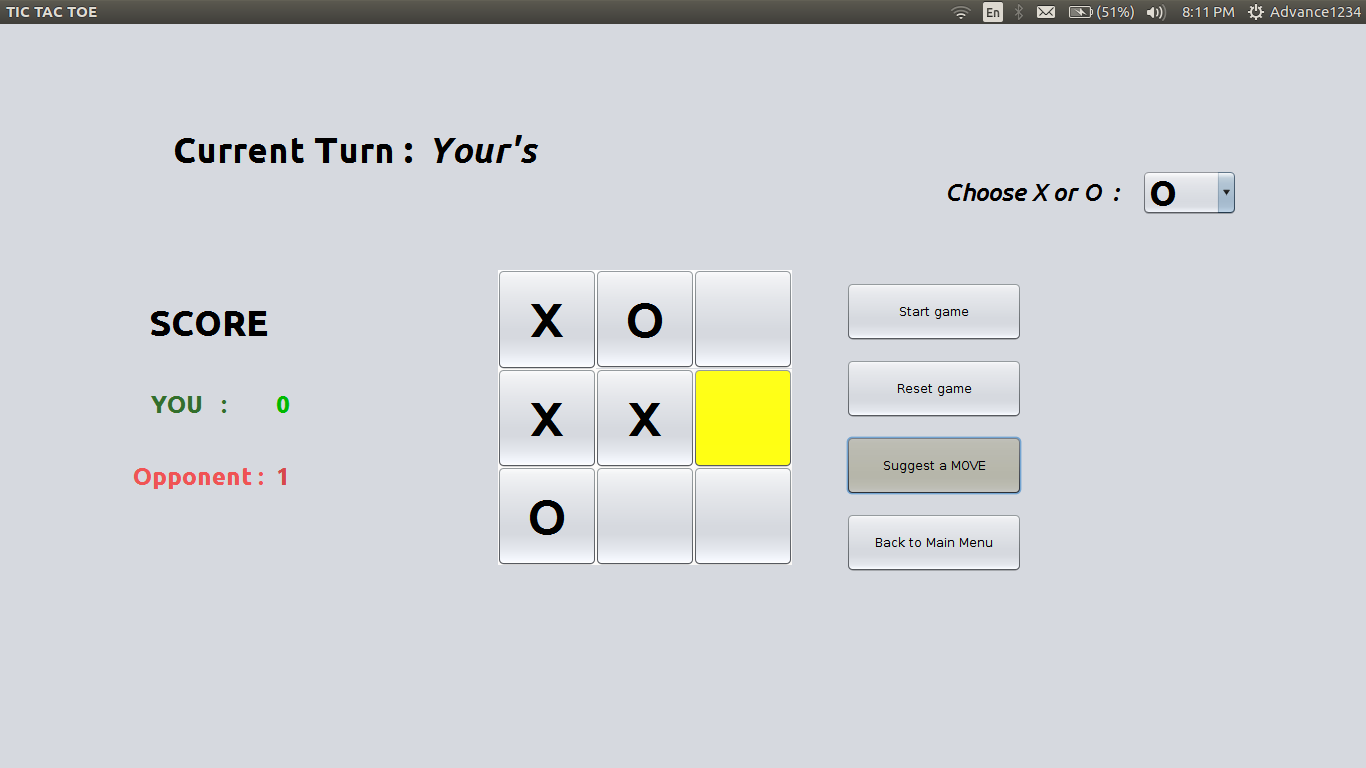 TIC TAC TOE
En (51%) 8:11 PM Advance1234
Current Turn : Your's
Choose X or O : O
SCORE
YOU : 0
Opponent : 1
X O
X X
O
Start game
Reset game
Suggest a MOVE
Back to Main Menu